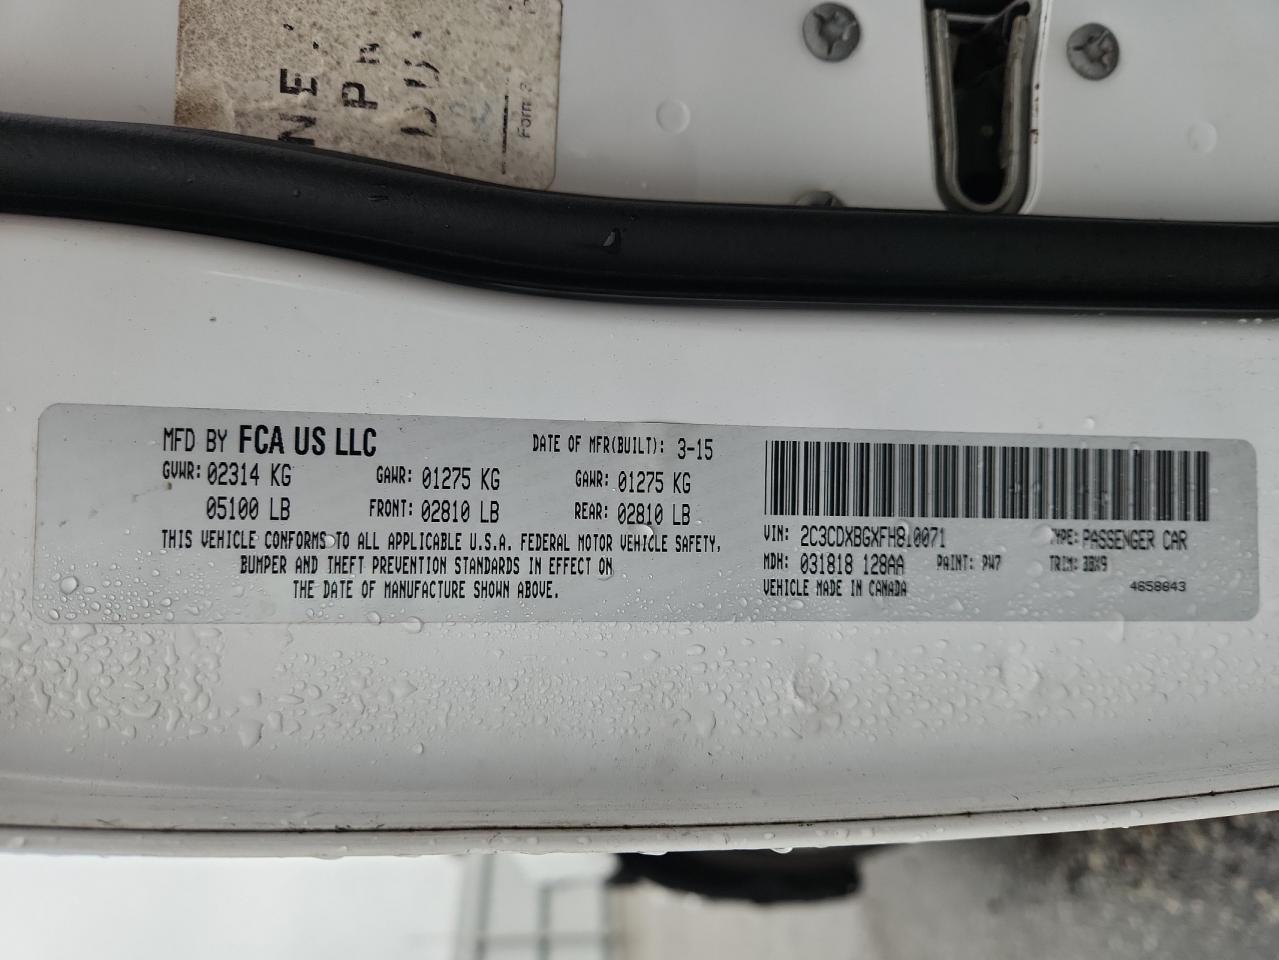 NE
Form
MFD BY FCA US LLC
DATE OF MFR(BUILT): 3-15
GVWR: 02314 KG
GAWR: 01275 KG
GAWR: 01275 KG
05100 LB
FRONT: 02810 LB
REAR: 02810 LB
THIS VEHICLE CONFORMS TO ALL APPLICABLE U.S.A. FEDERAL MOTOR VEHICLE SAFETY,
BUMPER AND THEFT PREVENTION STANDARDS IN EFFECT ON
THE DATE OF MANUFACTURE SHOWN ABOVE.
VIN: 2C3CDXBGXFH810071
TYPE: PASSENGER CAR
MDH: 031818 128AA
PAINT: PW7
TRIM:
VEHICLE MADE IN CANADA
4658643